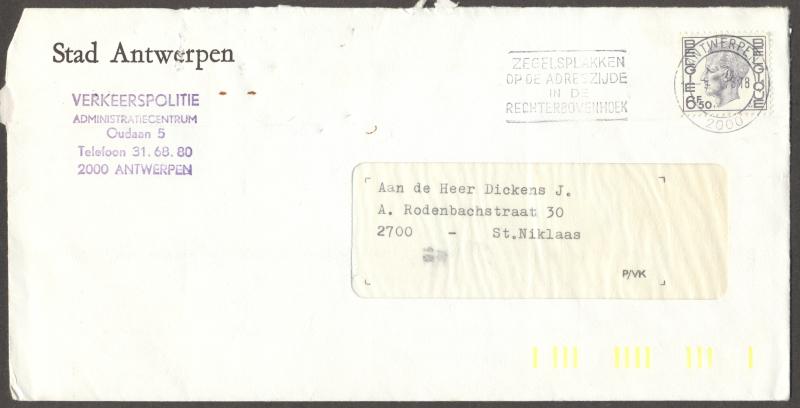 Stad Antwerpen
VERKEERSPOLITIE
ADMINISTRATIECENTRUM
Oudaan 5
Telefoon 31.68.80
2000 ANTWERPEN
ZEGELSPLAKKEN
OP DE ADRESZIJDE
IN DE
RECHTERBOVENHOEK
ANTWERPEN
2000
BELGIE
BELGIQUE
6F50
Aan de Heer Dickens J.
A. Rodenbachstraat 30
2700 - St.Niklaas
P/VK